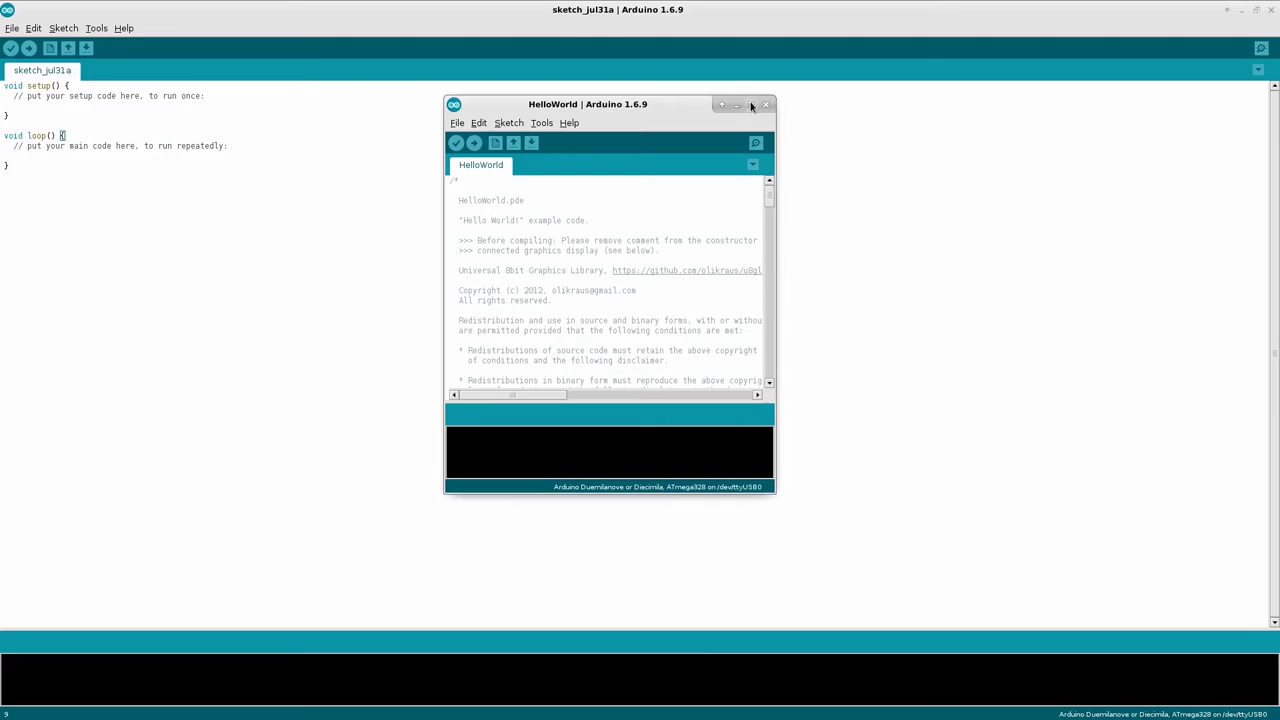 sketch_jul31a | Arduino 1.6.9
File Edit Sketch Tools Help
sketch_jul31a
void setup() {
// put your setup code here, to run once:
}
void loop() {
// put your main code here, to run repeatedly:
}
HelloWorld | Arduino 1.6.9
File Edit Sketch Tools Help
HelloWorld
/*
HelloWorld.pde
"Hello World!" example code.
>>> Before compiling: Please remove comment from the constructor
>>> connected graphics display (see below).
Universal 8bit Graphics Library, https://github.com/olikraus/u8gl
Copyright (c) 2012, olikraus@gmail.com
All rights reserved.
Redistribution and use in source and binary forms, with or withou
are permitted provided that the following conditions are met:
* Redistributions of source code must retain the above copyright
of conditions and the following disclaimer.
* Redistributions in binary form must reproduce the above copyrig
Arduino Duemilanove or Diecimila, ATmega328 on /dev/ttyUSB0
9
Arduino Duemilanove or Diecimila, ATmega328 on /dev/ttyUSB0